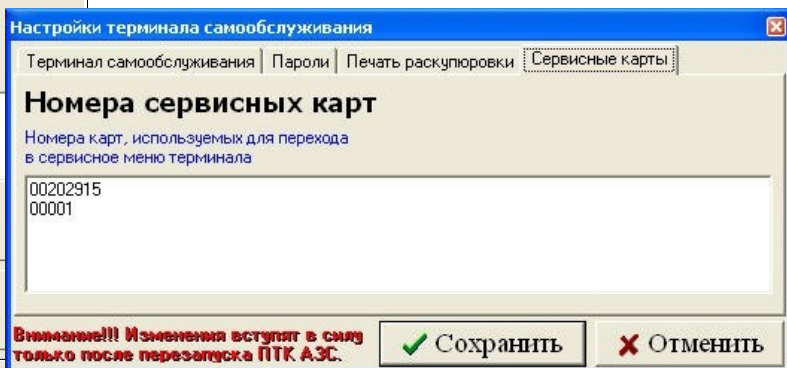 Настройки терминала самообслуживания
Терминал самообслуживания Пароли Печать раскупюровки Сервисные карты
Номера сервисных карт
Номера карт, используемых для перехода
в сервисное меню терминала
00202915
00001
Внимание!!! Изменения вступят в силу
только после перезапуска ПТК АЗС.
Сохранить Отменить